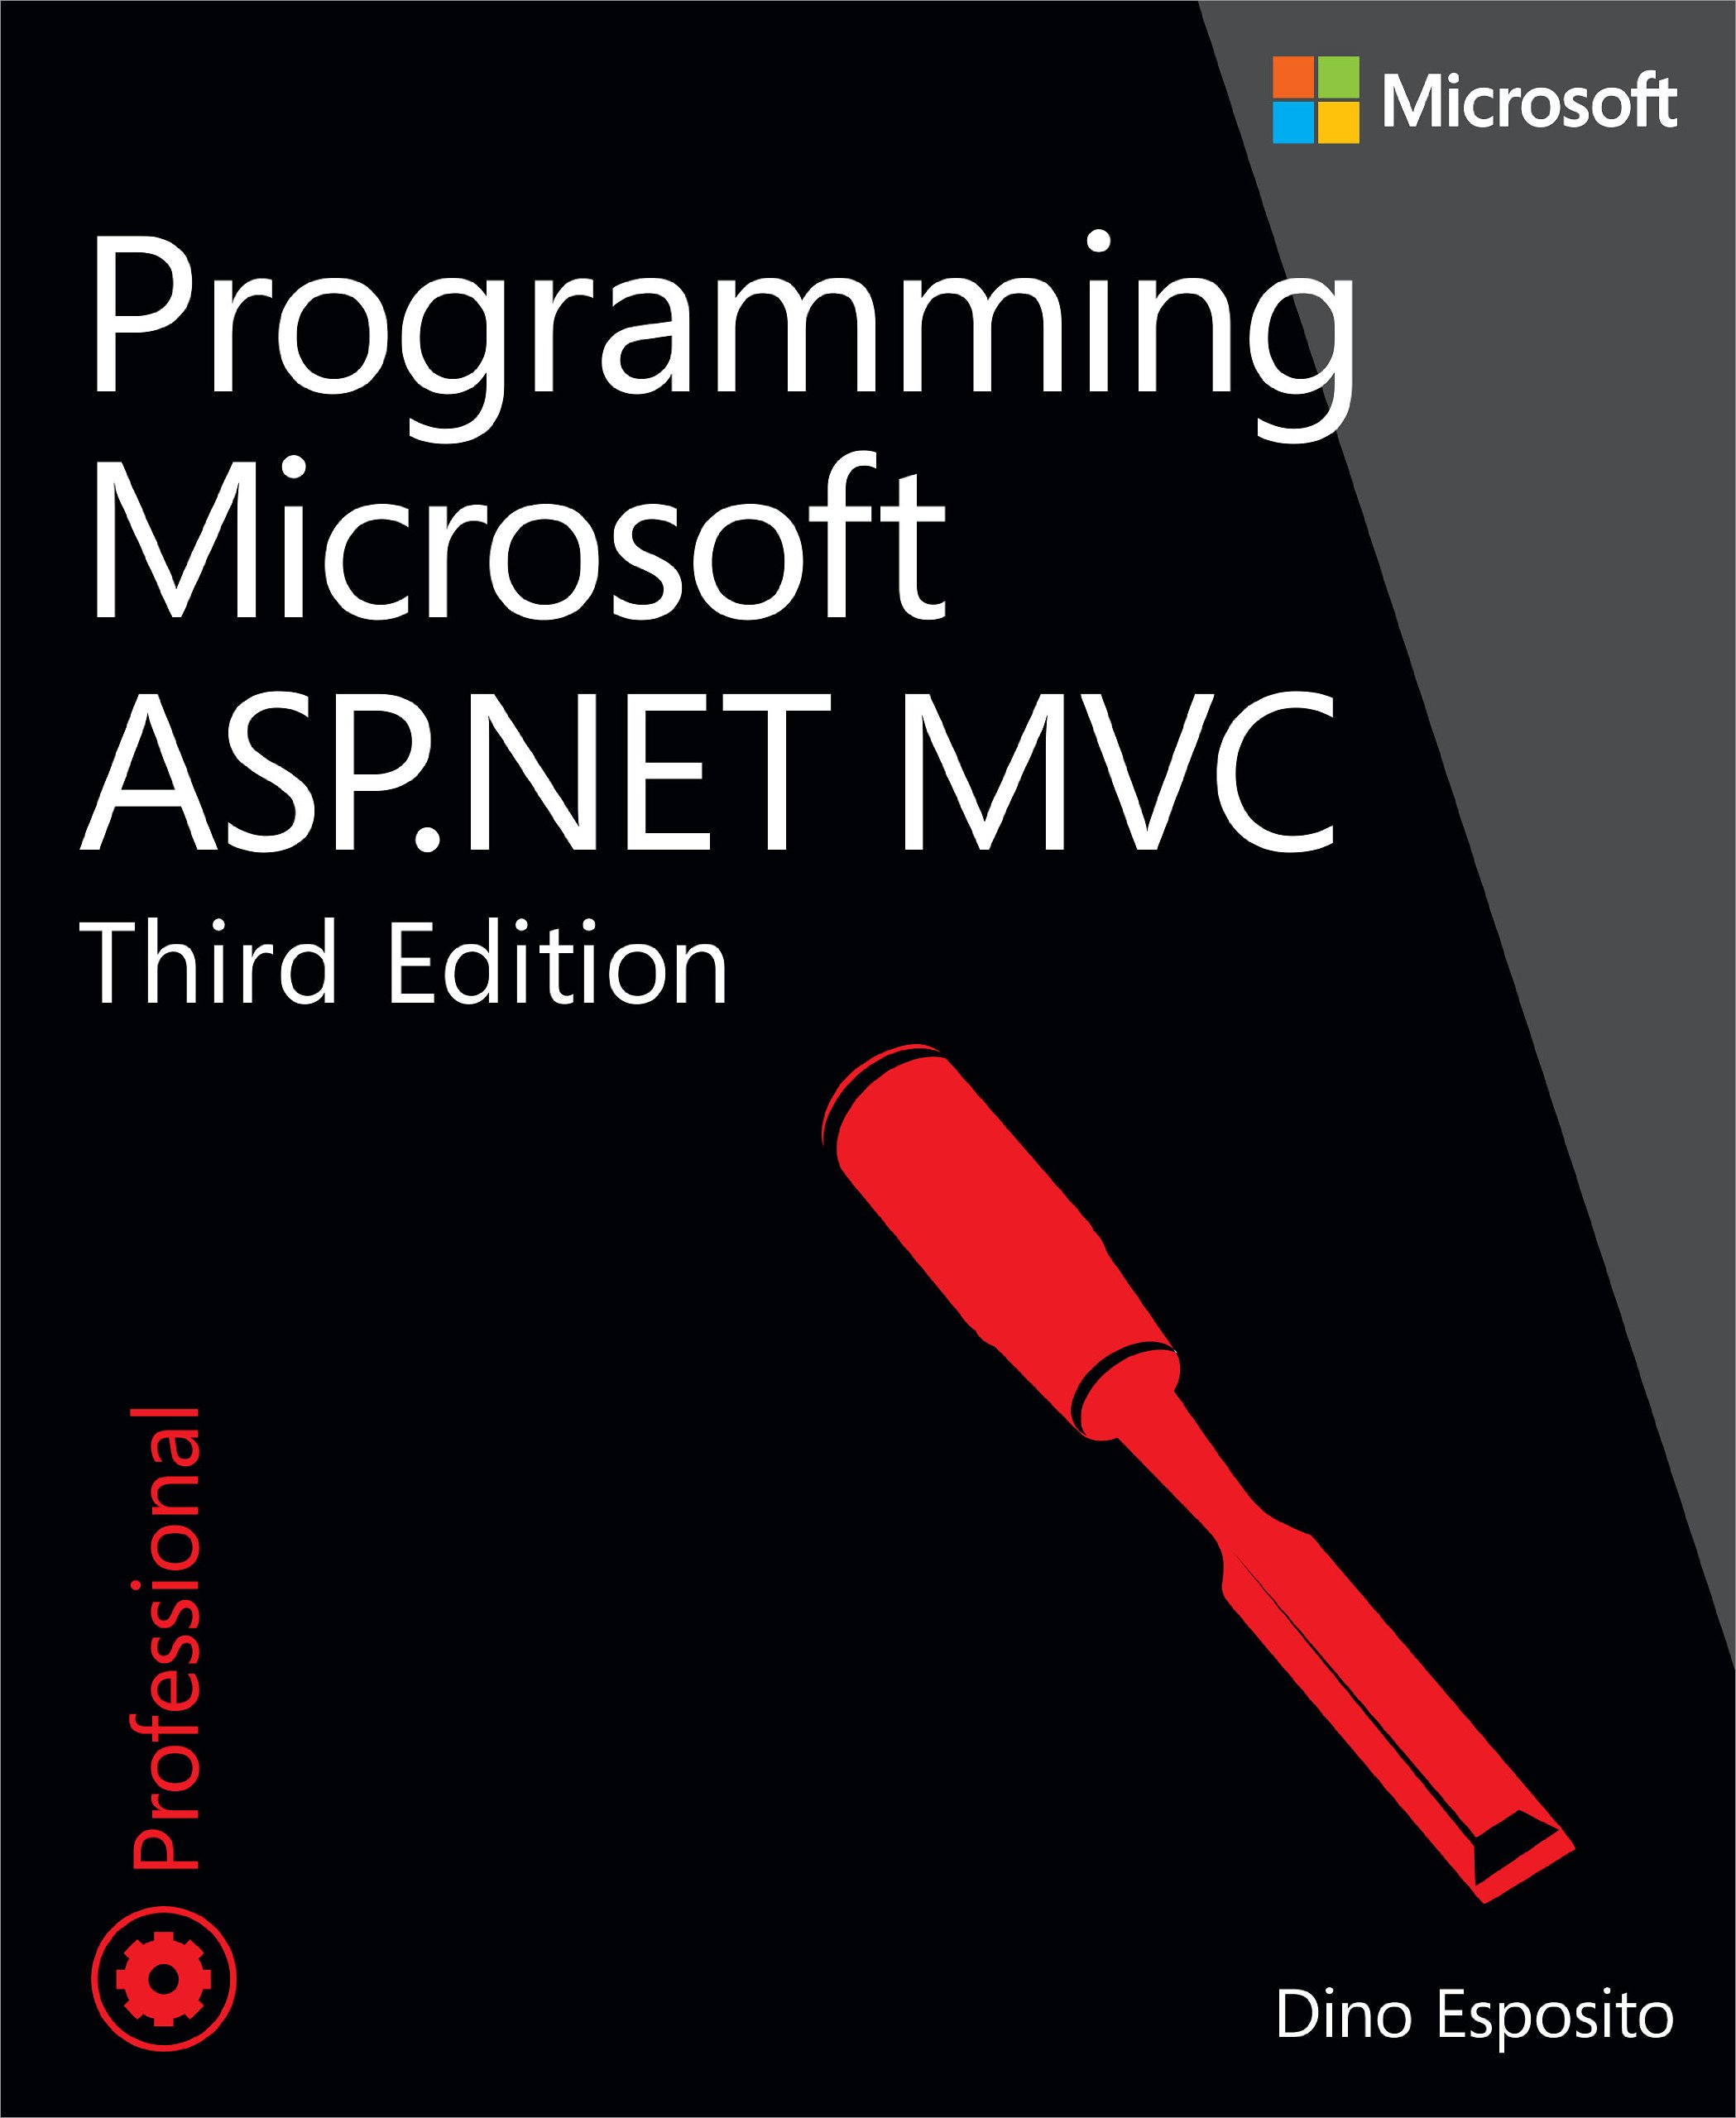 Microsoft
Programming
Microsoft
ASP.NET MVC
Third Edition
Professional
Dino Esposito